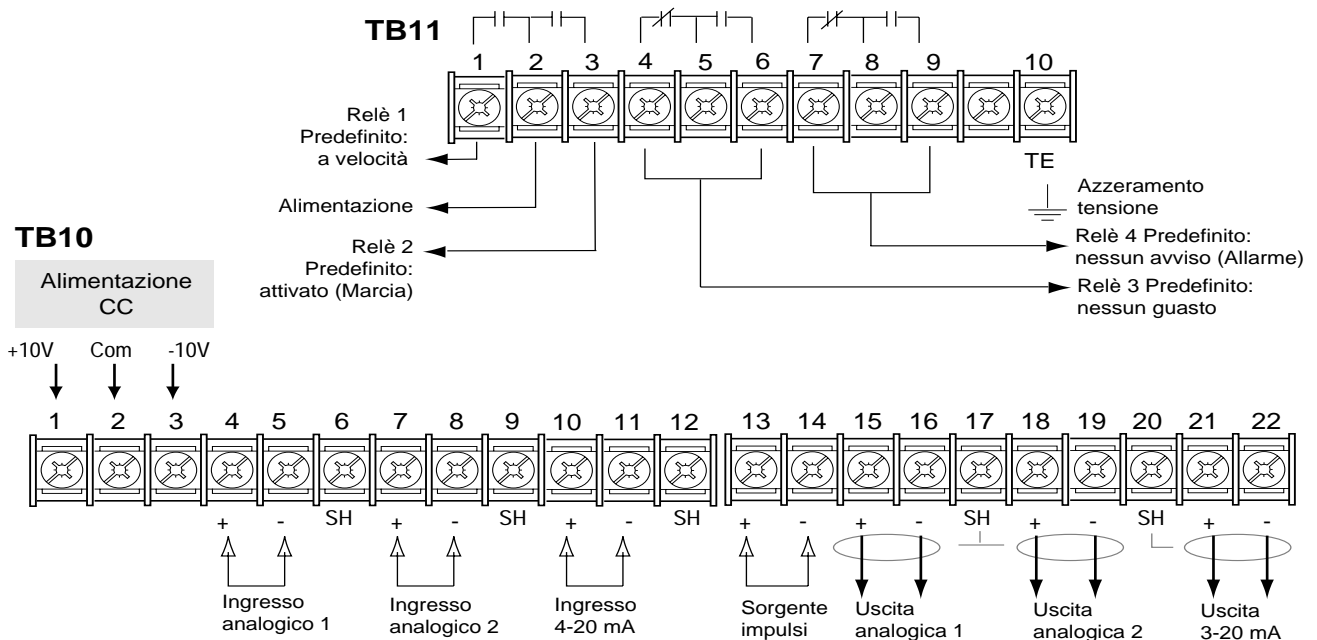 TB11
1 2 3 4 5 6 7 8 9 10
Relè 1
Predefinito:
a velocità
Alimentazione
Relè 2
Predefinito:
attivato (Marcia)
TE
Azzeramento
tensione
Relè 4 Predefinito:
nessun avviso (Allarme)
Relè 3 Predefinito:
nessun guasto
TB10
Alimentazione
CC
+10V Com -10V
1 2 3 4 5 6 7 8 9 10 11 12 13 14 15 16 17 18 19 20 21 22
+ - SH + - SH + - SH + - + - SH + - SH + -
Ingresso
analogico 1
Ingresso
analogico 2
Ingresso
4-20 mA
Sorgente
impulsi
Uscita
analogica 1
Uscita
analogica 2
Uscita
3-20 mA